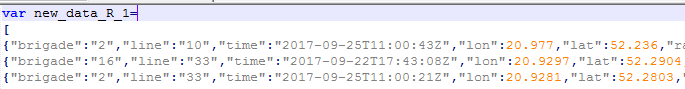 var new_data_R_1=
[
{"brigade":"2","line":"10","time":"2017-09-25T11:00:43Z","lon":20.977,"lat":52.236,"ra
{"brigade":"16","line":"33","time":"2017-09-22T17:43:08Z","lon":20.9297,"lat":52.2904,
{"brigade":"2","line":"33","time":"2017-09-25T11:00:21Z","lon":20.9281,"lat":52.2803,"